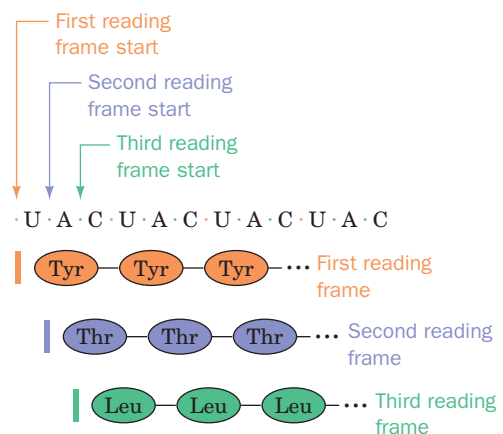 First reading
frame start
Second reading
frame start
Third reading
frame start
·U·A·C·U·A·C·U·A·C·U·A·C
Tyr Tyr Tyr ··· First reading
frame
Thr Thr Thr ··· Second reading
frame
Leu Leu Leu ··· Third reading
frame